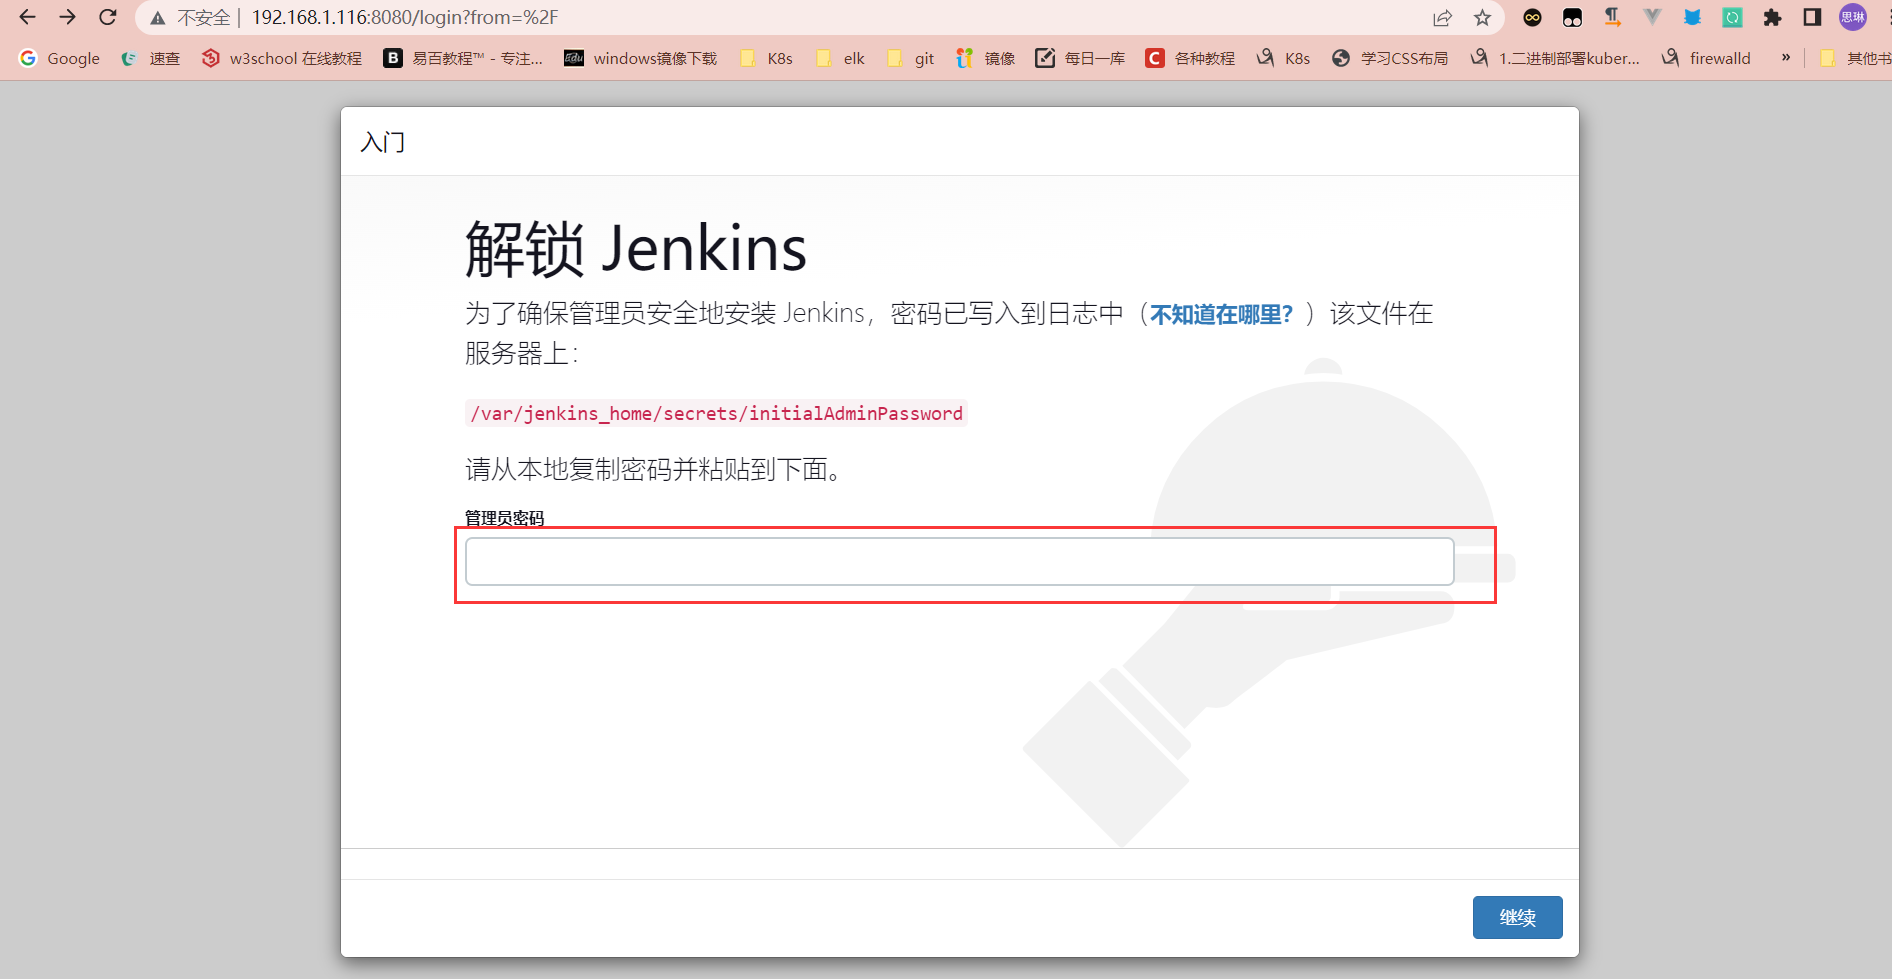 不安全 | 192.168.1.116:8080/login?from=%2F
思琳
Google 速查 w3school 在线教程 B 易百教程™ - 专注... Edu windows镜像下载 K8s elk git 镜像 每日一库 C 各种教程 K8s 学习CSS布局 1.二进制部署kuber... firewalld » 其他书
入门
解锁 Jenkins
为了确保管理员安全地安装 Jenkins，密码已写入到日志中（不知道在哪里？）该文件在
服务器上：
/var/jenkins_home/secrets/initialAdminPassword
请从本地复制密码并粘贴到下面。
管理员密码
继续